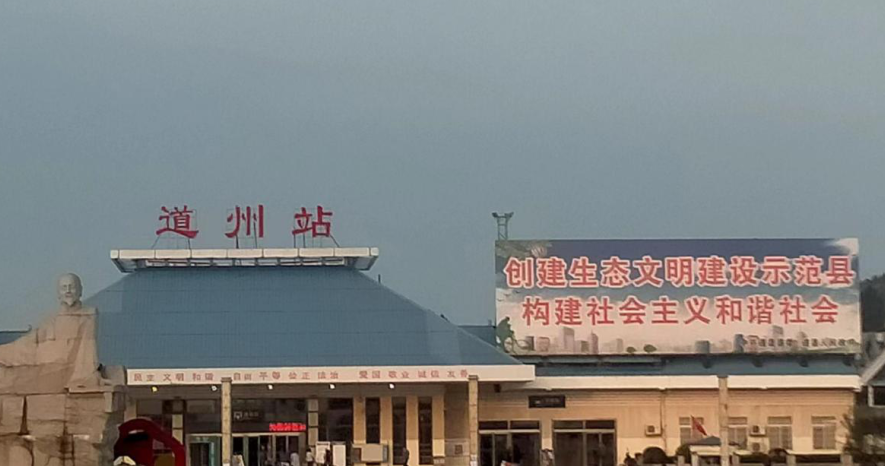 道州站
创建生态文明建设示范县
构建社会主义和谐社会
民主 文明 和谐 自由 平等 公正 法治 爱国 敬业 诚信 友善